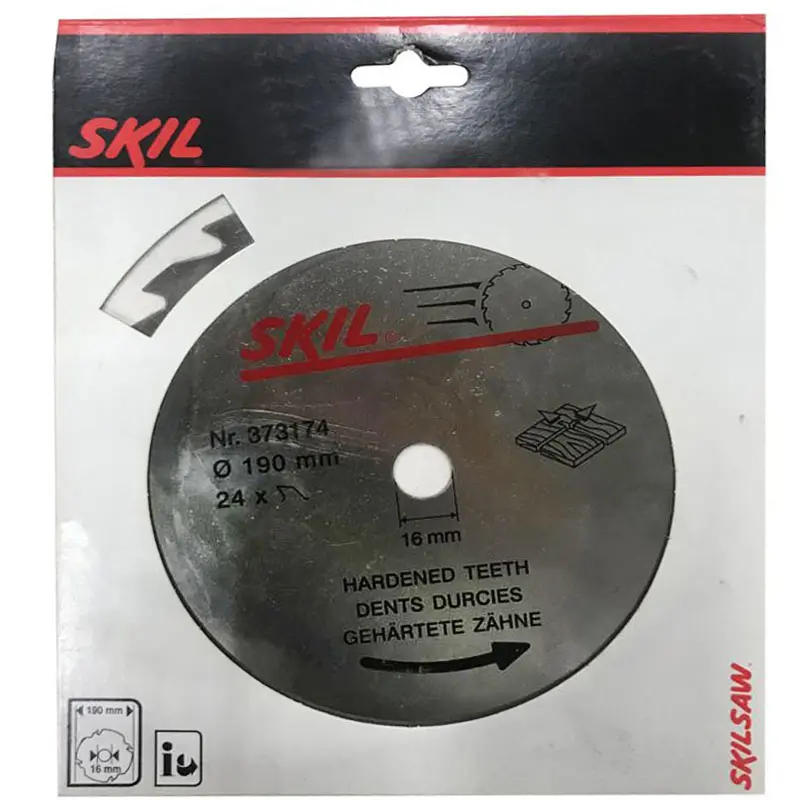 SKIL
SKIL®
Nr. 373174
Ø 190 mm
24 x
16 mm
HARDENED TEETH
DENTS DURCIES
GEHÄRTETE ZÄHNE
190 mm
16 mm
i
SKILSAW